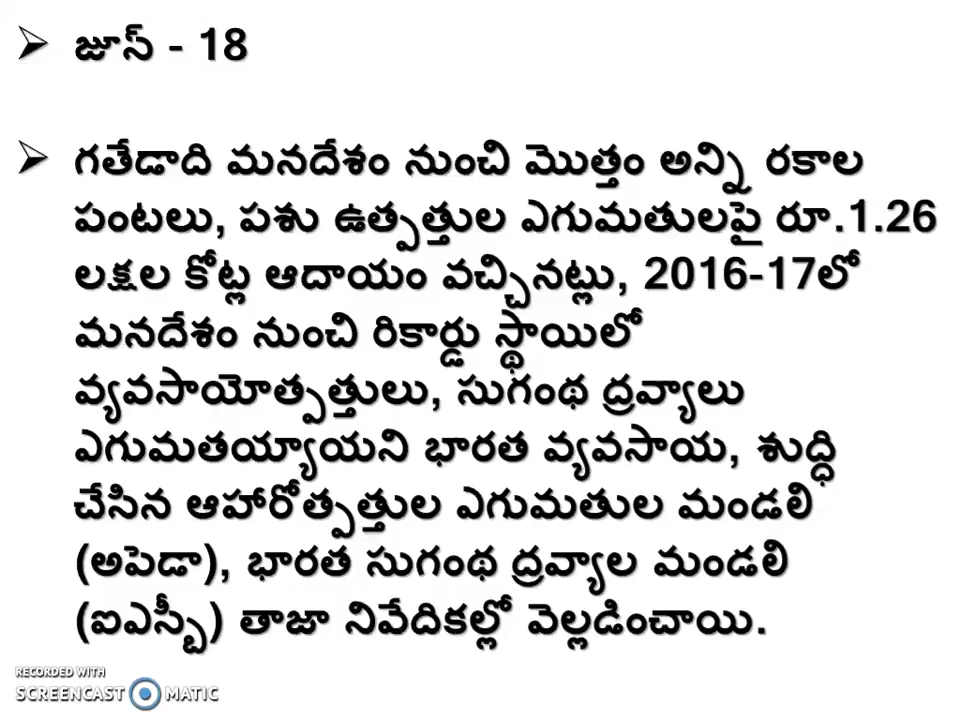 ➢ జూన్ - 18
➢ గతేడాది మనదేశం నుంచి మొత్తం అన్ని రకాల
పంటలు, పశు ఉత్పత్తుల ఎగుమతులపై రూ.1.26
లక్షల కోట్ల ఆదాయం వచ్చినట్లు, 2016-17లో
మనదేశం నుంచి రికార్డు స్థాయిలో
వ్యవసాయోత్పత్తులు, సుగంథ ద్రవ్యాలు
ఎగుమతయ్యాయని భారత వ్యవసాయ, శుద్ధి
చేసిన ఆహారోత్పత్తుల ఎగుమతుల మండలి
(అపెడా), భారత సుగంథ ద్రవ్యాల మండలి
(ఐఎస్బీ) తాజా నివేదికల్లో వెల్లడించాయి.
RECORDED WITH
SCREENCAST MATIC